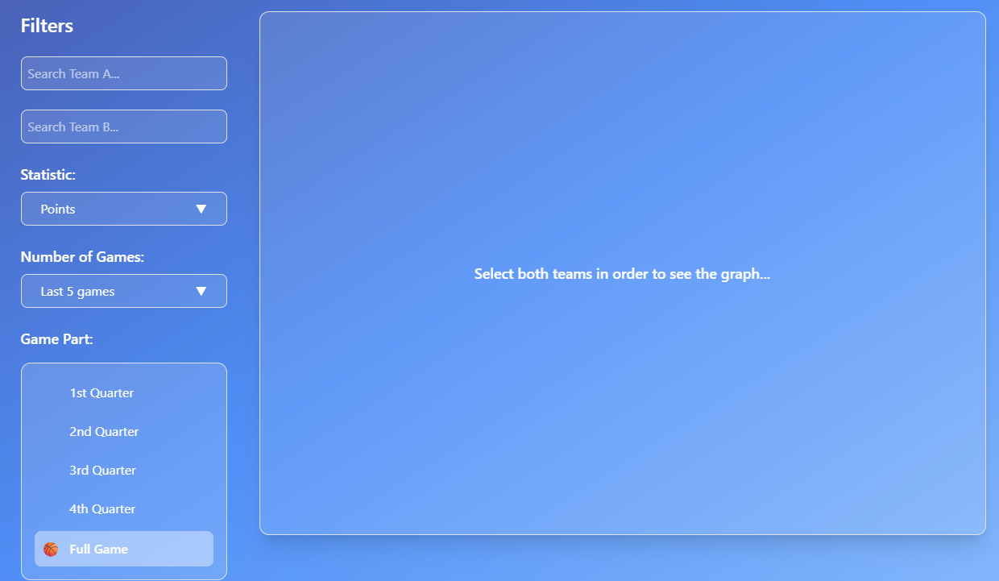 Filters
Search Team A...
Search Team B...
Statistic:
Points
Number of Games:
Last 5 games
Game Part:
1st Quarter
2nd Quarter
3rd Quarter
4th Quarter
Full Game
Select both teams in order to see the graph...